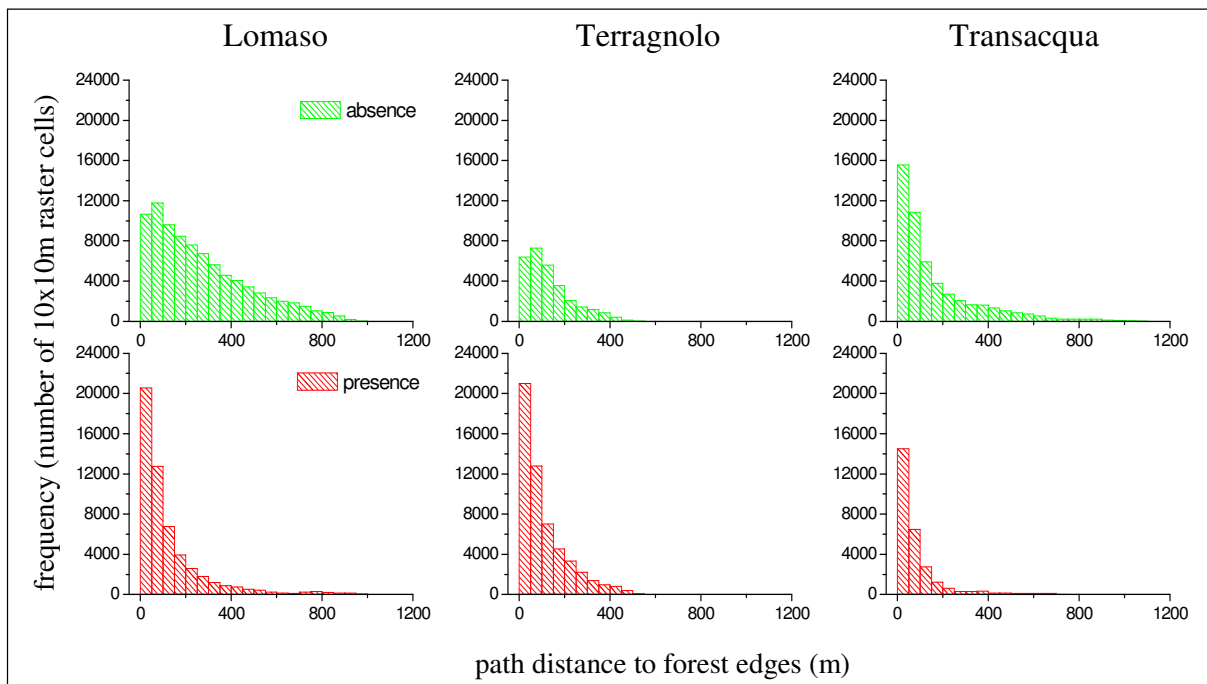 Lomaso Terragnolo Transacqua
24000 24000 24000
absence
20000 20000 20000
16000 16000 16000
12000 12000 12000
8000 8000 8000
4000 4000 4000
0 0 0
0 400 800 1200 0 400 800 1200 0 400 800 1200
24000 24000 24000
presence
20000 20000 20000
16000 16000 16000
12000 12000 12000
8000 8000 8000
4000 4000 4000
0 0 0
0 400 800 1200 0 400 800 1200 0 400 800 1200
frequency (number of 10x10m raster cells)
path distance to forest edges (m)